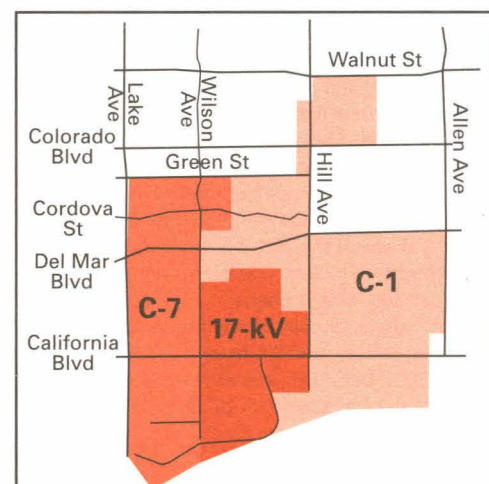 Walnut St
Lake
Ave
Wilson
Ave
Colorado
Blvd
Green St
Hill Ave
Allen Ave
Cordova
St
Del Mar
Blvd
C-7
17-kV
C-1
California
Blvd